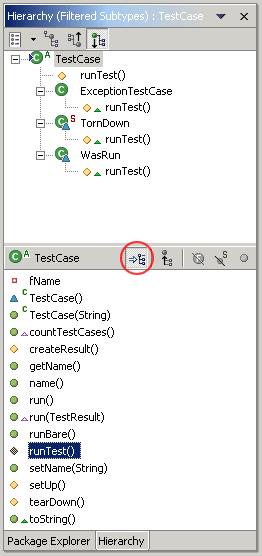 Hierarchy (Filtered Subtypes) : TestCase
A
TestCase
runTest()
ExceptionTestCase
runTest()
S
TornDown
runTest()
WasRun
runTest()
A
TestCase
S
fName
C
TestCase()
C
TestCase(String)
countTestCases()
createResult()
getName()
name()
run()
run(TestResult)
runBare()
runTest()
setName(String)
setUp()
tearDown()
toString()
Package Explorer
Hierarchy